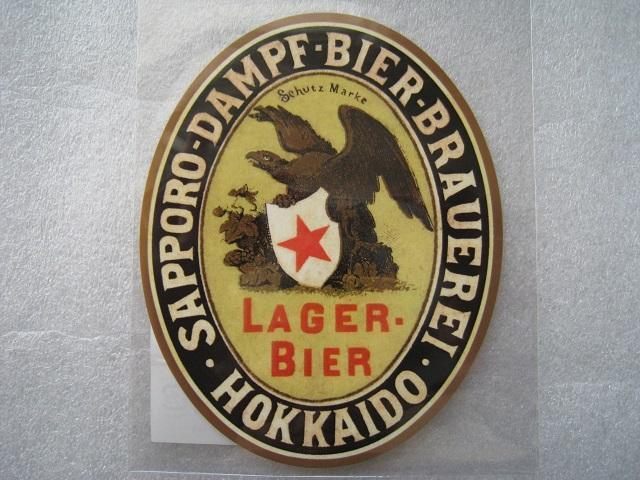 SAPPORO-DAMPF-BIER-BRAUEREI
Schutz Marke
LAGER-
BIER
HOKKAIDO